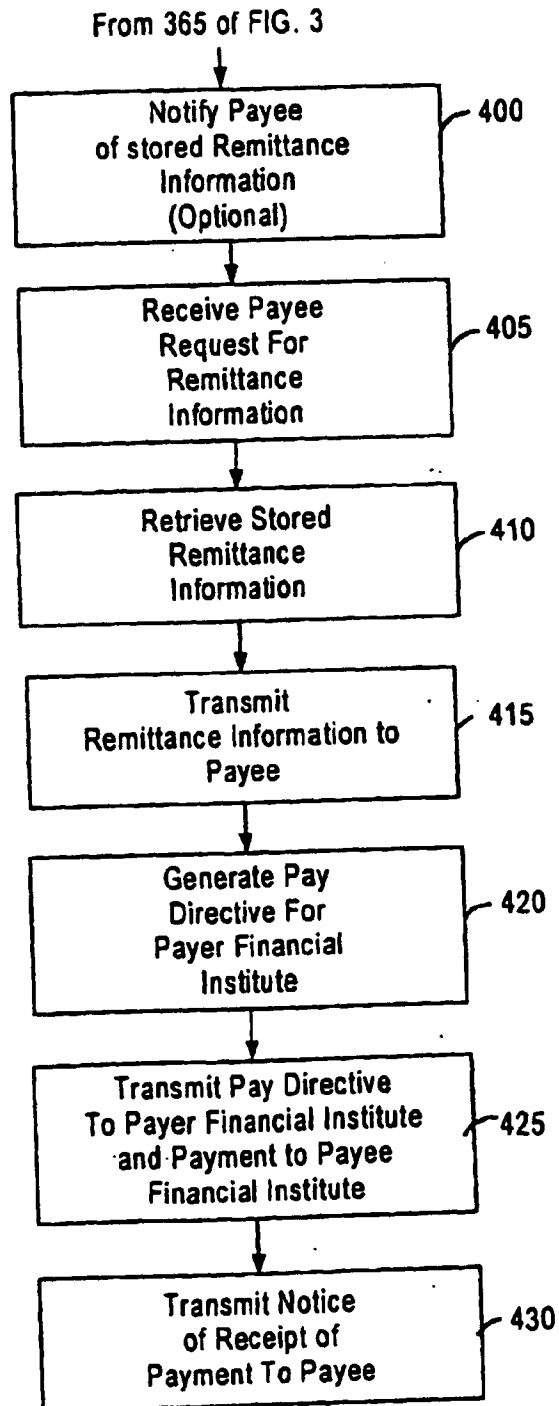 From 365 of FIG. 3
Notify Payee
of stored Remittance
Information
(Optional)
400
Receive Payee
Request For
Remittance
Information
405
Retrieve Stored
Remittance
Information
410
Transmit
Remittance Information to
Payee
415
Generate Pay
Directive For
Payer Financial
Institute
420
Transmit Pay Directive
To Payer Financial Institute
and Payment to Payee
Financial Institute
425
Transmit Notice
of Receipt of
Payment To Payee
430